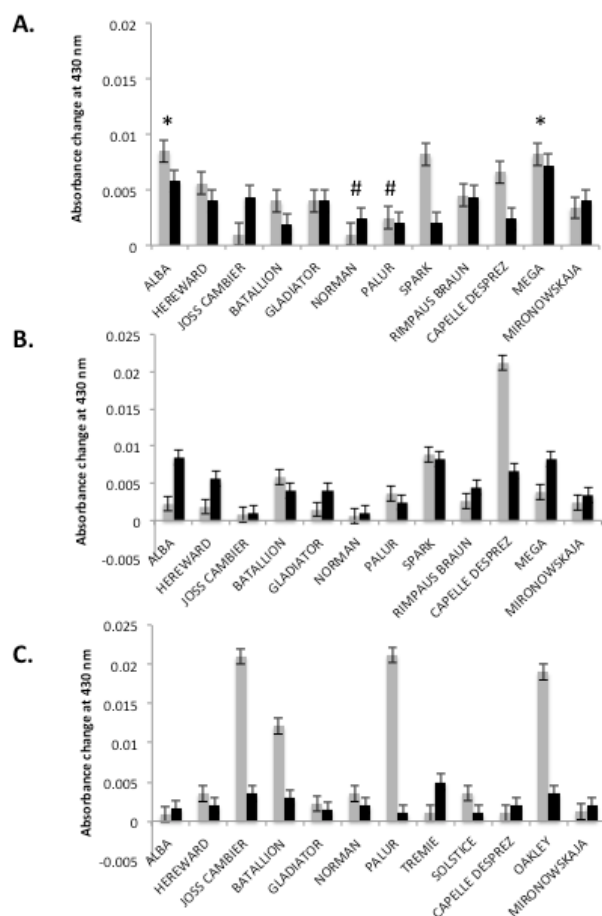 A.
Absorbance change at 430 nm
0.02
0.015
0.01
0.005
0
*
#
#
*
ALBA
HEREWARD
JOSS CAMBIER
BATALLION
GLADIATOR
NORMAN
PALUR
SPARK
RIMPAUS BRAUN
CAPELLE DESPREZ
MEGA
MIRONOWSKAJA
B.
Absorbance change at 430 nm
0.025
0.02
0.015
0.01
0.005
0
-0.005
ALBA
HEREWARD
JOSS CAMBIER
BATALLION
GLADIATOR
NORMAN
PALUR
SPARK
RIMPAUS BRAUN
CAPELLE DESPREZ
MEGA
MIRONOWSKAJA
C.
Absorbance change at 430 nm
0.025
0.02
0.015
0.01
0.005
0
-0.005
ALBA
HEREWARD
JOSS CAMBIER
BATALLION
GLADIATOR
NORMAN
PALUR
TREMIE
SOLSTICE
CAPELLE DESPREZ
OAKLEY
MIRONOWSKAJA